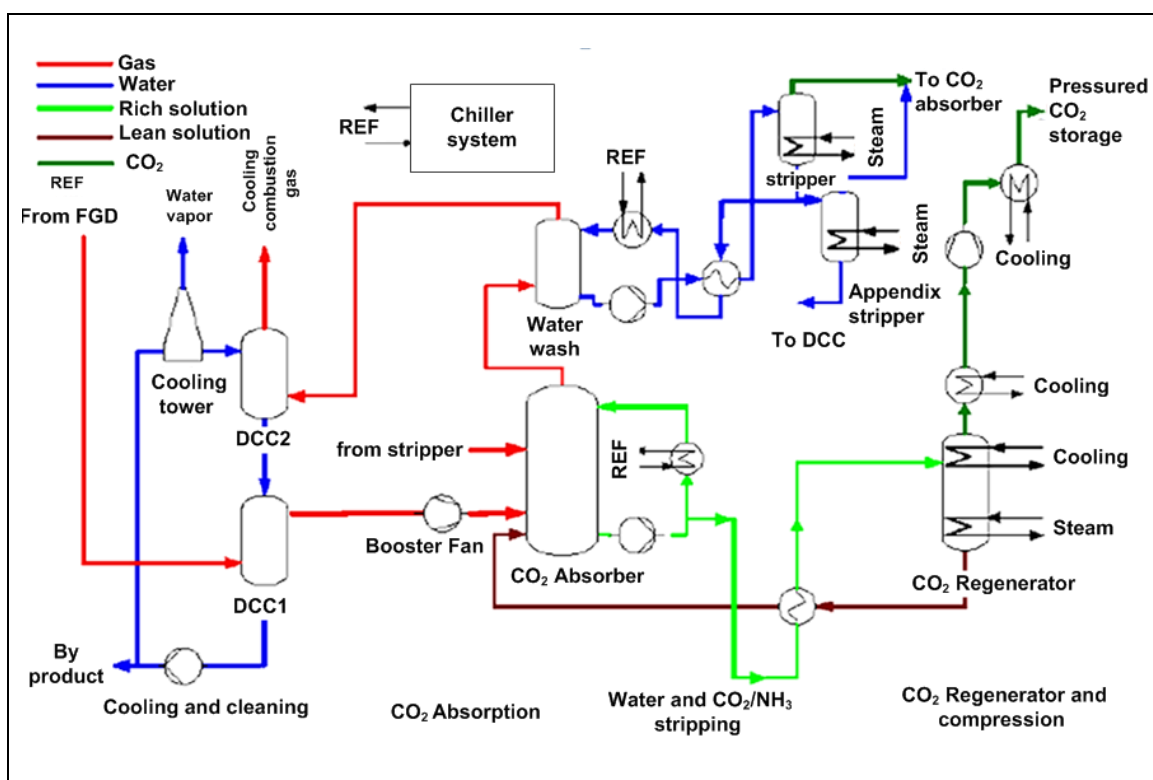 Gas
Water
Rich solution
Lean solution
CO₂
REF
From FGD
Water
vapor
Cooling
combustion
gas
REF
Chiller
system
REF
Steam
stripper
To CO₂
absorber
Pressured
CO₂
storage
Cooling
Steam
Appendix
stripper
To DCC
Water
wash
Cooling
tower
DCC2
from stripper
REF
Cooling
Cooling
Steam
Booster Fan
CO₂ Absorber
CO₂ Regenerator
DCC1
By
product
Cooling and cleaning
CO₂ Absorption
Water and CO₂/NH₃
stripping
CO₂ Regenerator and
compression